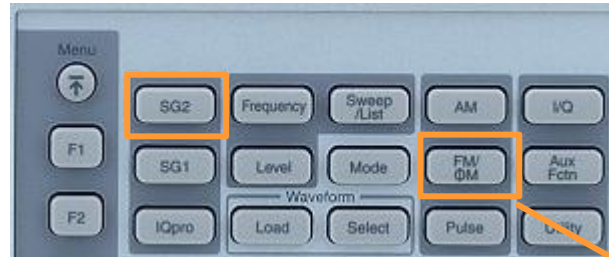 Menu
SG2 Frequency Sweep AM I/Q
/List
F1 SG1 Level Mode FM/ Aux
ΦM Fctn
Waveform
F2 IQpro Load Select Pulse Utility